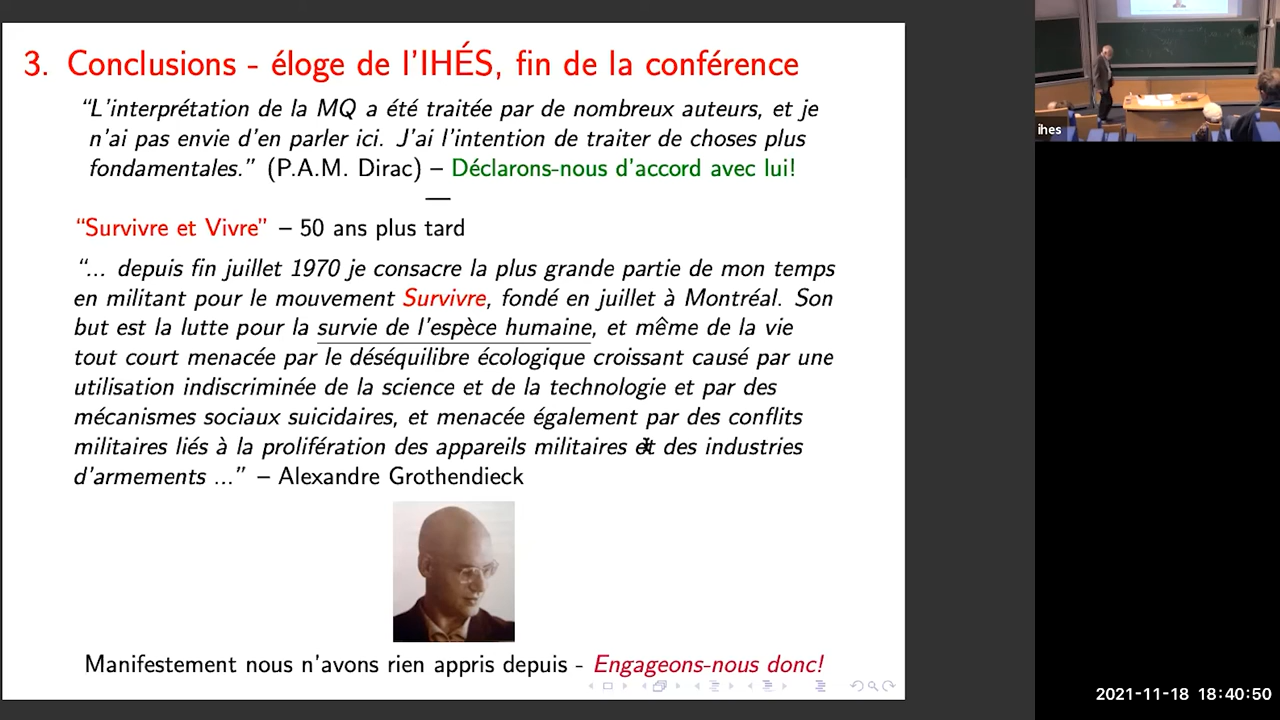 3. Conclusions - éloge de l'IHÉS, fin de la conférence
“L'interprétation de la MQ a été traitée par de nombreux auteurs, et je
n'ai pas envie d'en parler ici. J'ai l'intention de traiter de choses plus
fondamentales.” (P.A.M. Dirac) – Déclarons-nous d'accord avec lui!
—
“Survivre et Vivre” – 50 ans plus tard
“... depuis fin juillet 1970 je consacre la plus grande partie de mon temps
en militant pour le mouvement Survivre, fondé en juillet à Montréal. Son
but est la lutte pour la survie de l'espèce humaine, et même de la vie
tout court menacée par le déséquilibre écologique croissant causé par une
utilisation indiscriminée de la science et de la technologie et par des
mécanismes sociaux suicidaires, et menacée également par des conflits
militaires liés à la prolifération des appareils militaires et des industries
d'armements ...” – Alexandre Grothendieck
Manifestement nous n'avons rien appris depuis - Engageons-nous donc!
ihes
2021-11-18 18:40:50